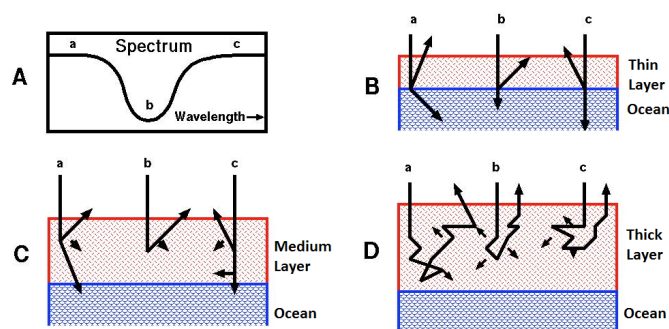 A
a
Spectrum
c
b
Wavelength
B
a
b
c
Thin
Layer
Ocean
C
a
b
c
Medium
Layer
Ocean
D
a
b
c
Thick
Layer
Ocean